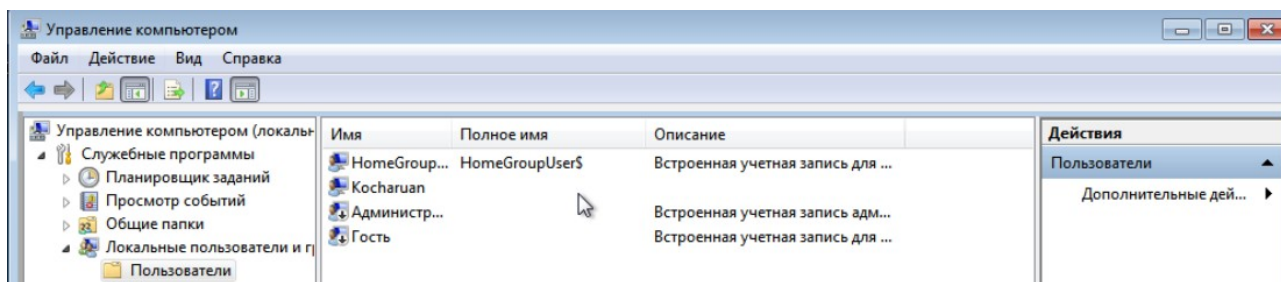 Управление компьютером
Файл Действие Вид Справка
Управление компьютером (локальн
Служебные программы
Планировщик заданий
Просмотр событий
Общие папки
Локальные пользователи и гр
Пользователи
Имя Полное имя Описание
HomeGroup... HomeGroupUser$ Встроенная учетная запись для ...
Kocharuan
Администр... Встроенная учетная запись адм...
Гость Встроенная учетная запись для ...
Действия
Пользователи
Дополнительные дей...